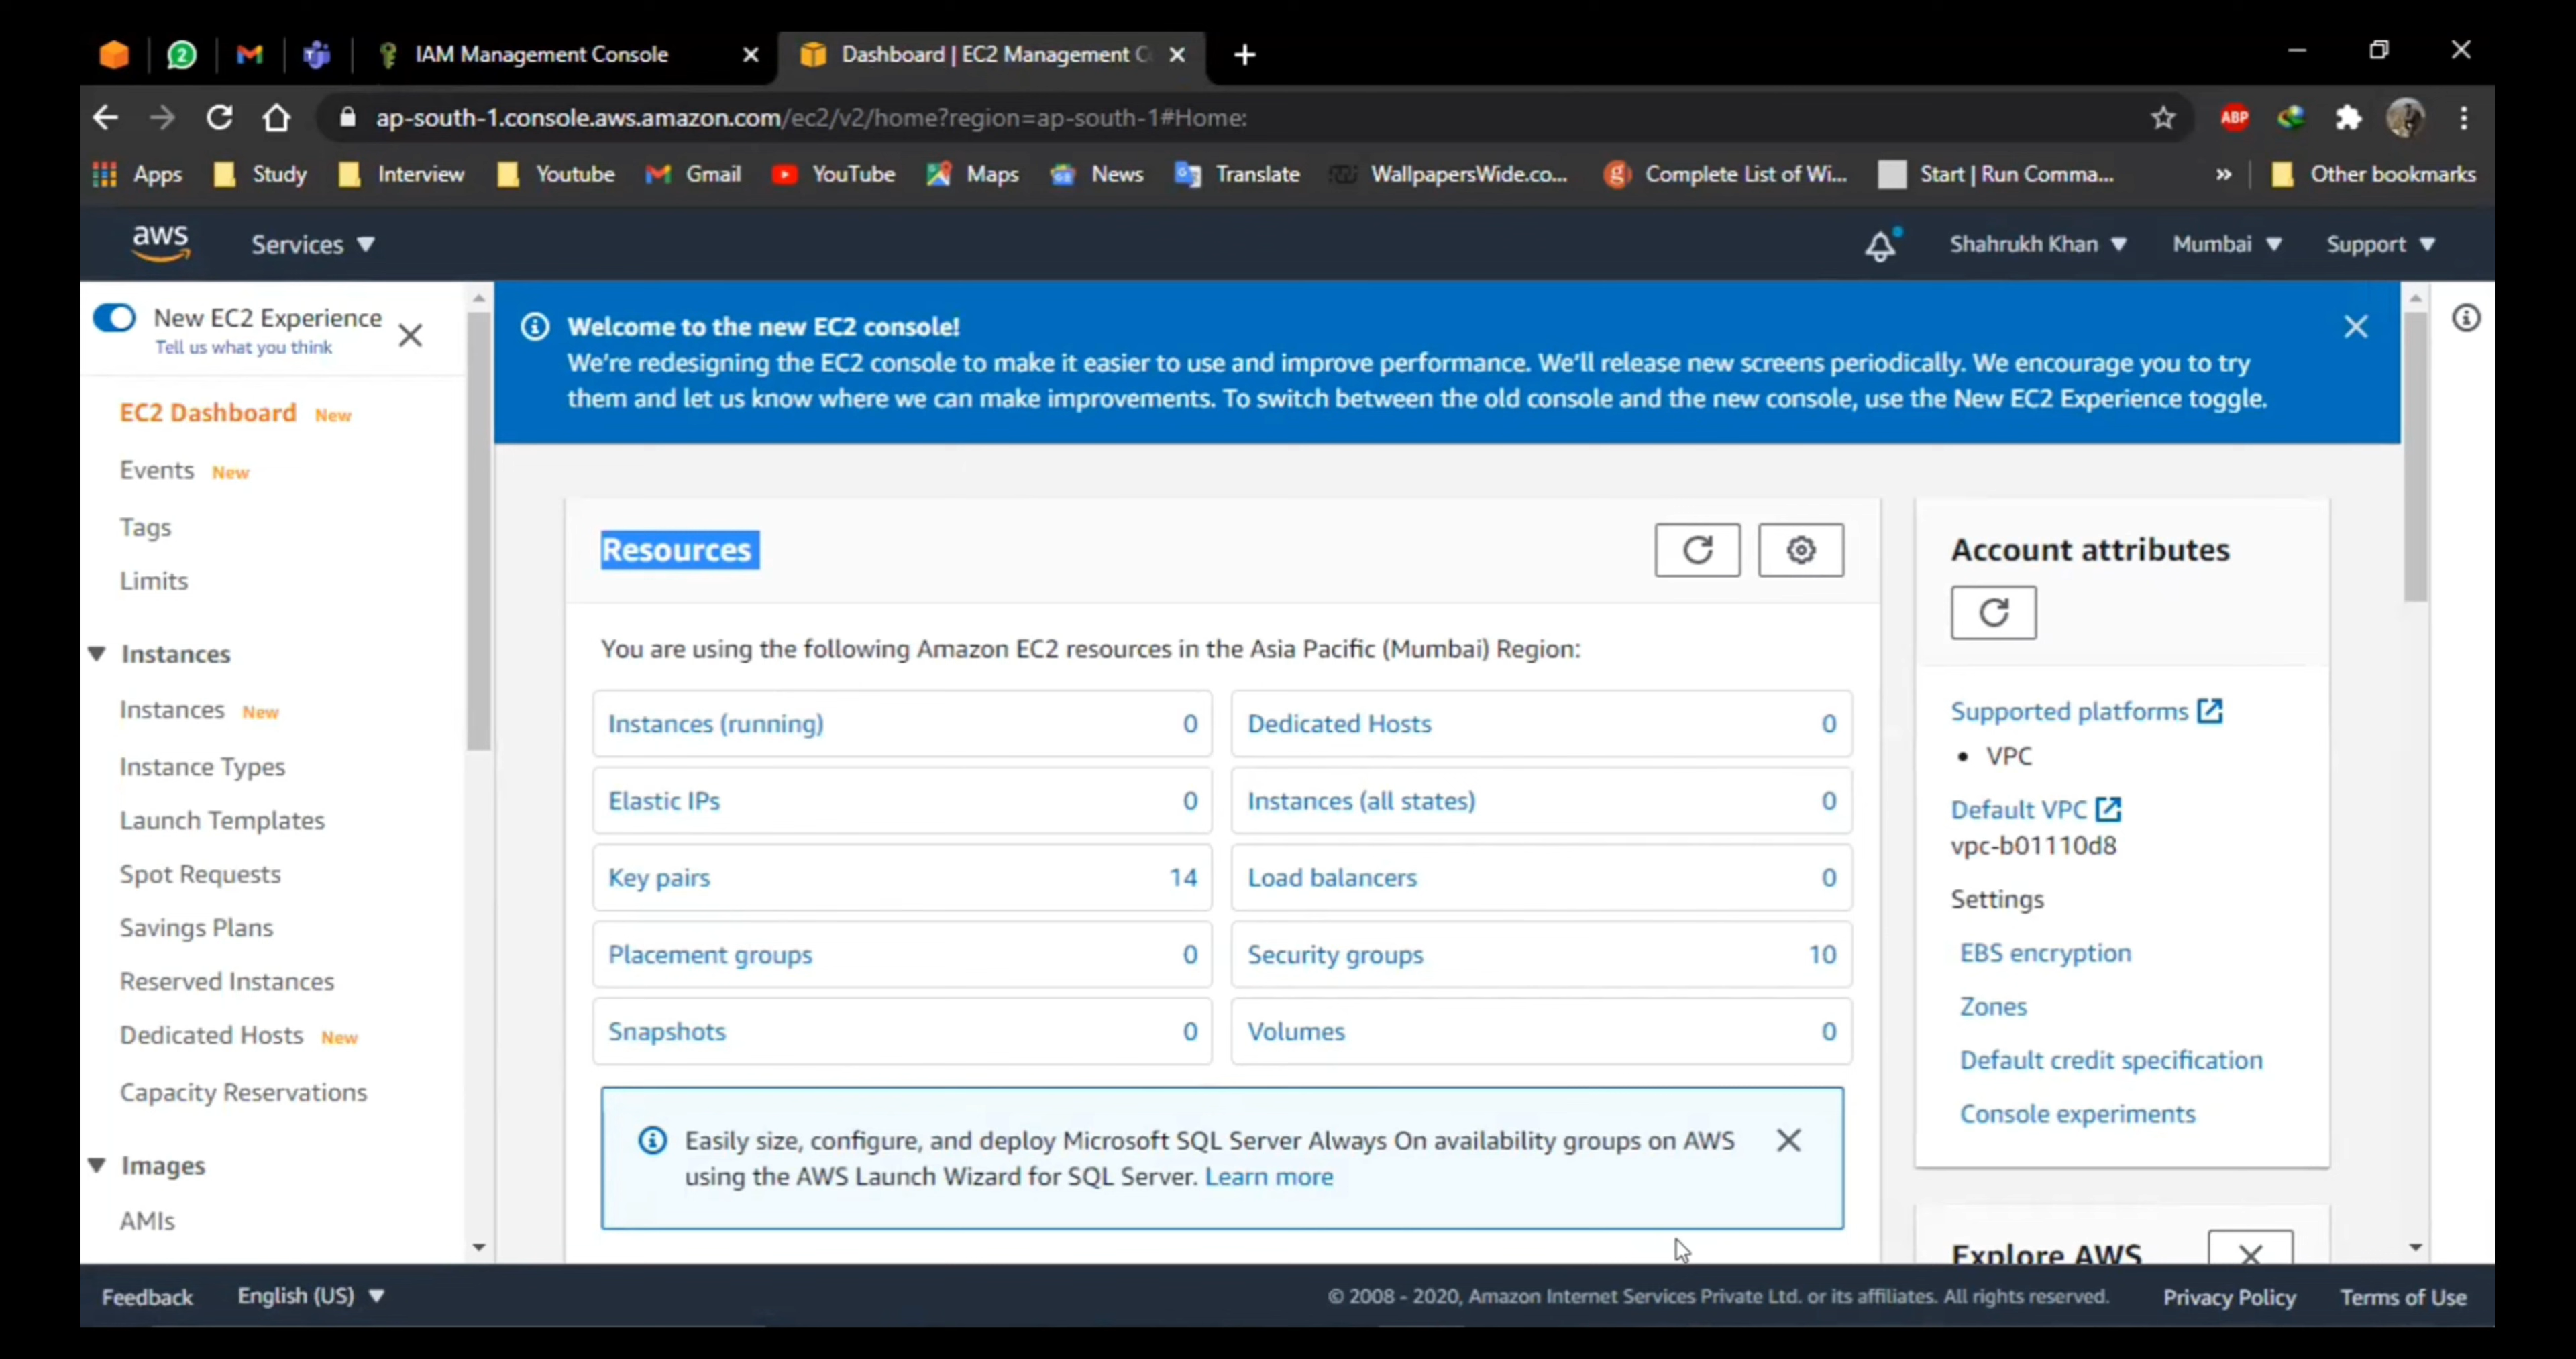 2
IAM Management Console
Dashboard | EC2 Management C
ap-south-1.console.aws.amazon.com/ec2/v2/home?region=ap-south-1#Home:
ABP
Apps Study Interview Youtube Gmail YouTube Maps News Translate WallpapersWide.co... Complete List of Wi... Start | Run Comma... » Other bookmarks
aws Services Shahrukh Khan Mumbai Support
New EC2 Experience
Tell us what you think
EC2 Dashboard New
Events New
Tags
Limits
Instances
Instances New
Instance Types
Launch Templates
Spot Requests
Savings Plans
Reserved Instances
Dedicated Hosts New
Capacity Reservations
Images
AMIs
Welcome to the new EC2 console!
We're redesigning the EC2 console to make it easier to use and improve performance. We'll release new screens periodically. We encourage you to try
them and let us know where we can make improvements. To switch between the old console and the new console, use the New EC2 Experience toggle.
Resources
You are using the following Amazon EC2 resources in the Asia Pacific (Mumbai) Region:
Instances (running) 0 Dedicated Hosts 0
Elastic IPs 0 Instances (all states) 0
Key pairs 14 Load balancers 0
Placement groups 0 Security groups 10
Snapshots 0 Volumes 0
Easily size, configure, and deploy Microsoft SQL Server Always On availability groups on AWS
using the AWS Launch Wizard for SQL Server. Learn more
Account attributes
Supported platforms
• VPC
Default VPC
vpc-b01110d8
Settings
EBS encryption
Zones
Default credit specification
Console experiments
Explore AWS
Feedback English (US) © 2008 - 2020, Amazon Internet Services Private Ltd. or its affiliates. All rights reserved. Privacy Policy Terms of Use